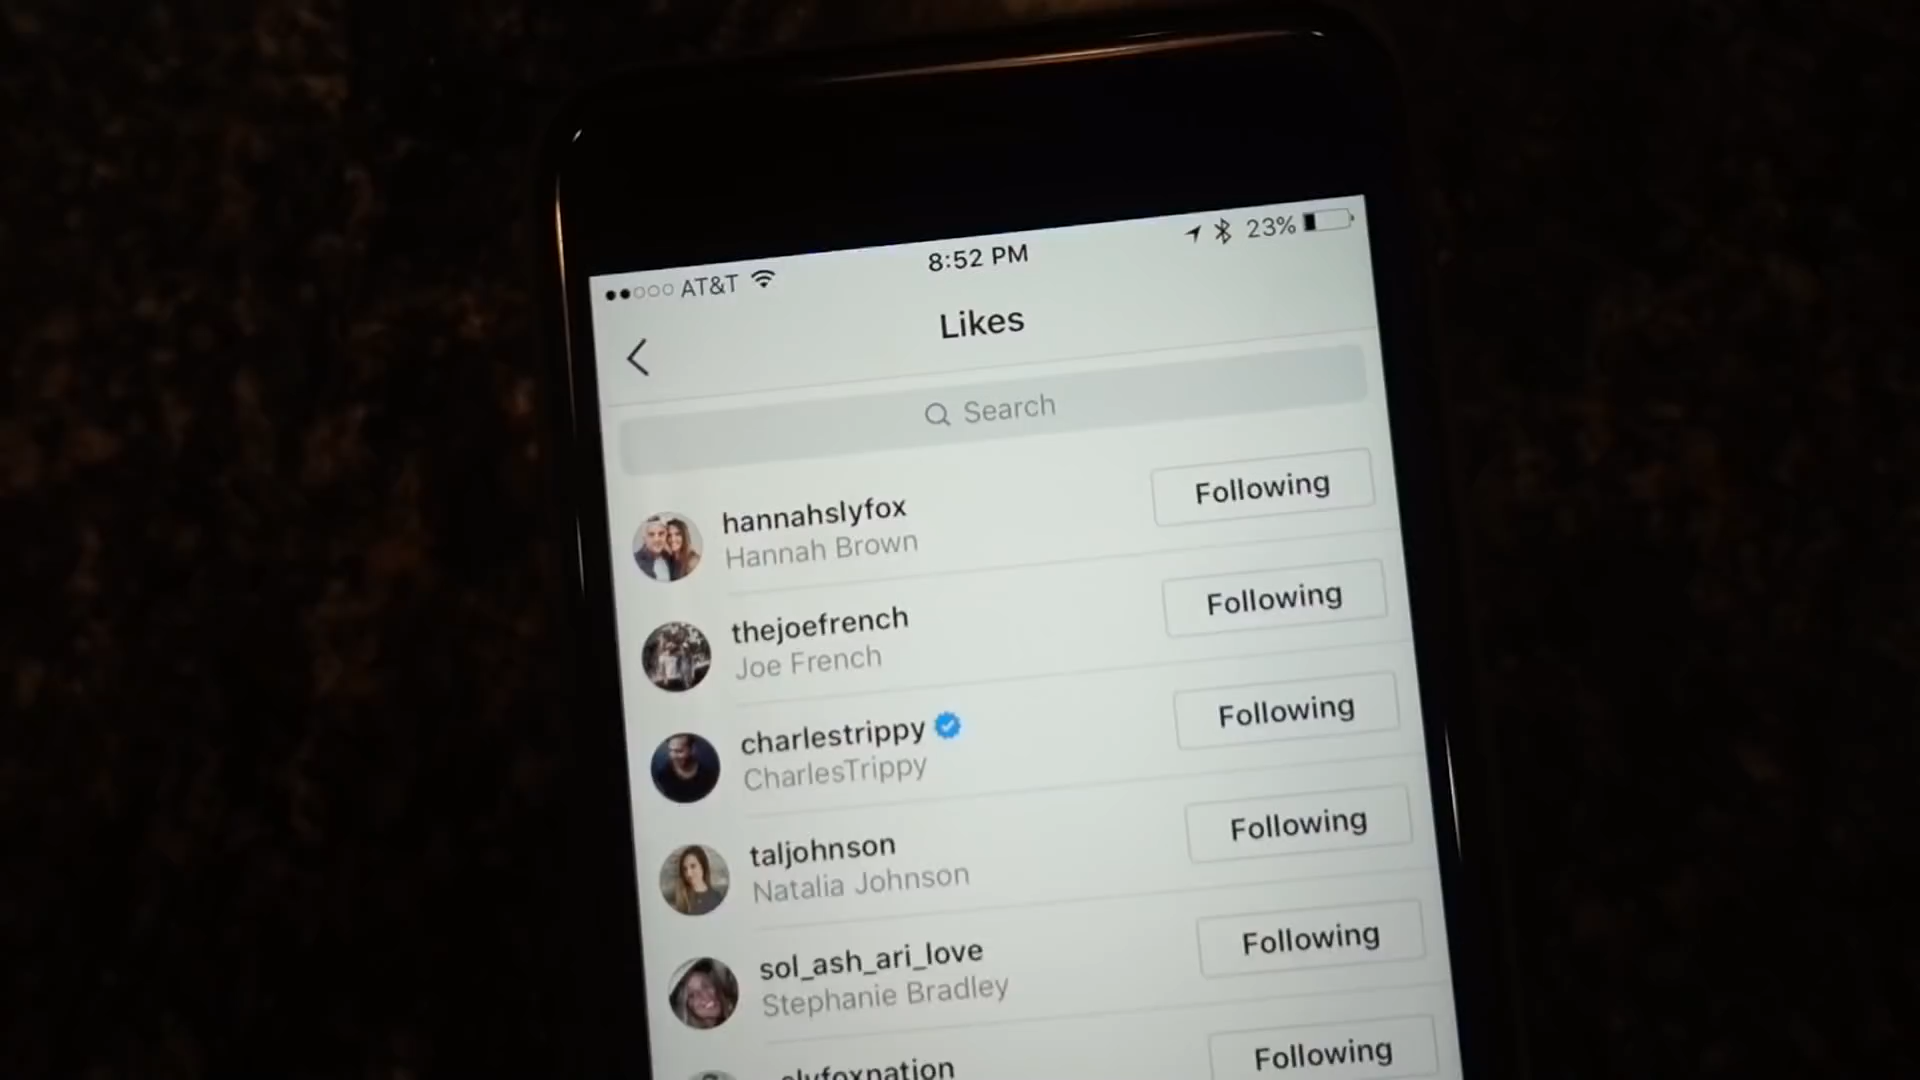 AT&T 8:52 PM 23%
Likes
Search
hannahslyfox
Hannah Brown
Following
thejoefrench
Joe French
Following
charlestrippy
CharlesTrippy
Following
taljohnson
Natalia Johnson
Following
sol_ash_ari_love
Stephanie Bradley
Following
slyfoxnation
Following